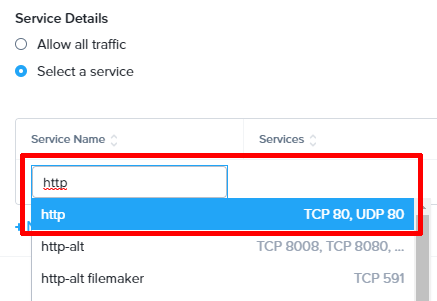 Service Details
Allow all traffic
Select a service
Service Name Services
http
http TCP 80, UDP 80
http-alt TCP 8008, TCP 8080, ...
http-alt filemaker TCP 591